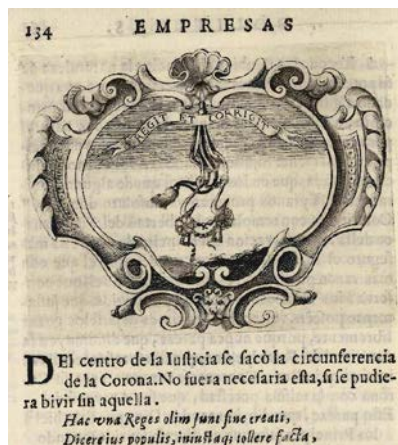 134 EMPRESAS
REGIT ET CORRIGIT
DEl centro de la Iusticia se sacò la circunferencia
de la Corona. No fuera necesaria esta, si se pudie-
ra bivir sin aquella.
Hac vna Reges olim sunt fine creati,
Dicere ius populis, iniustaq; tollere facta,